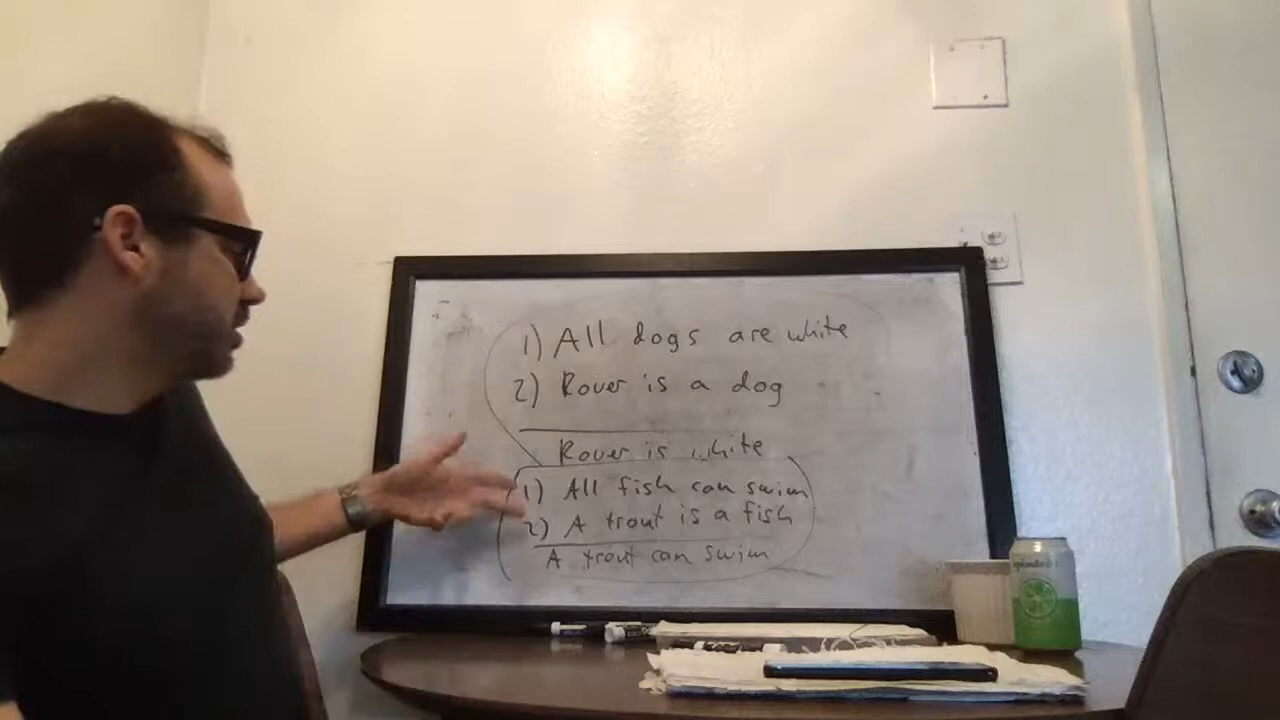 1) All dogs are white
2) Rover is a dog
Rover is white
1) All fish can swim
2) A trout is a fish
A trout can swim